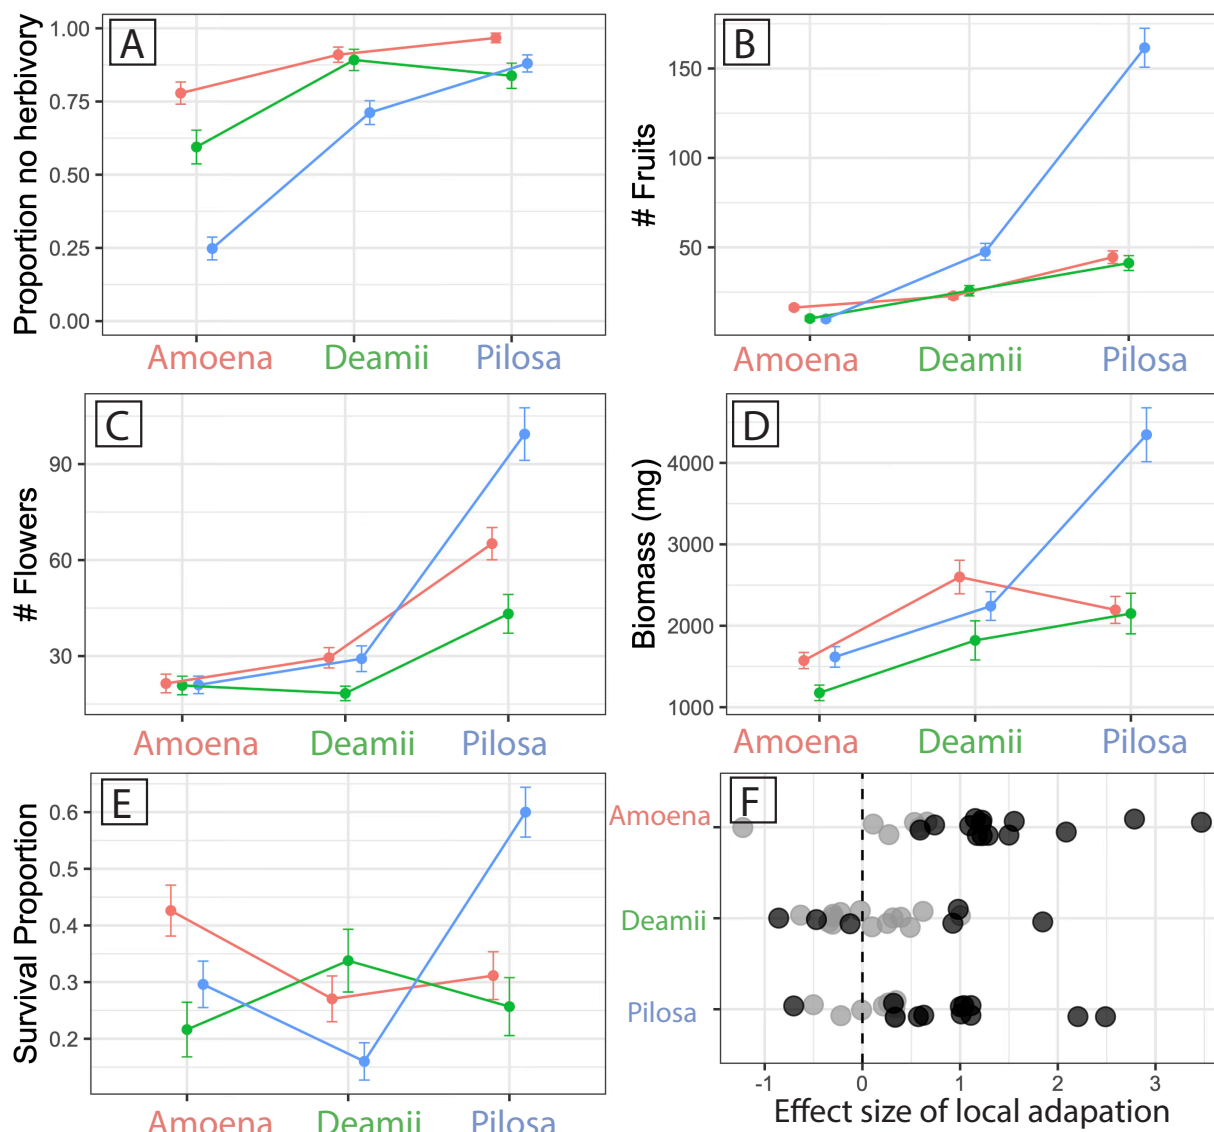 A
Proportion no herbivory
1.00
0.75
0.50
0.25
0.00
Amoena Deamii Pilosa
B
# Fruits
150
100
50
Amoena Deamii Pilosa
C
# Flowers
90
60
30
Amoena Deamii Pilosa
D
Biomass (mg)
4000
3000
2000
1000
Amoena Deamii Pilosa
E
Survival Proportion
0.6
0.5
0.4
0.3
0.2
Amoena Deamii Pilosa
F
Amoena
Deamii
Pilosa
-1 0 1 2 3
Effect size of local adapation